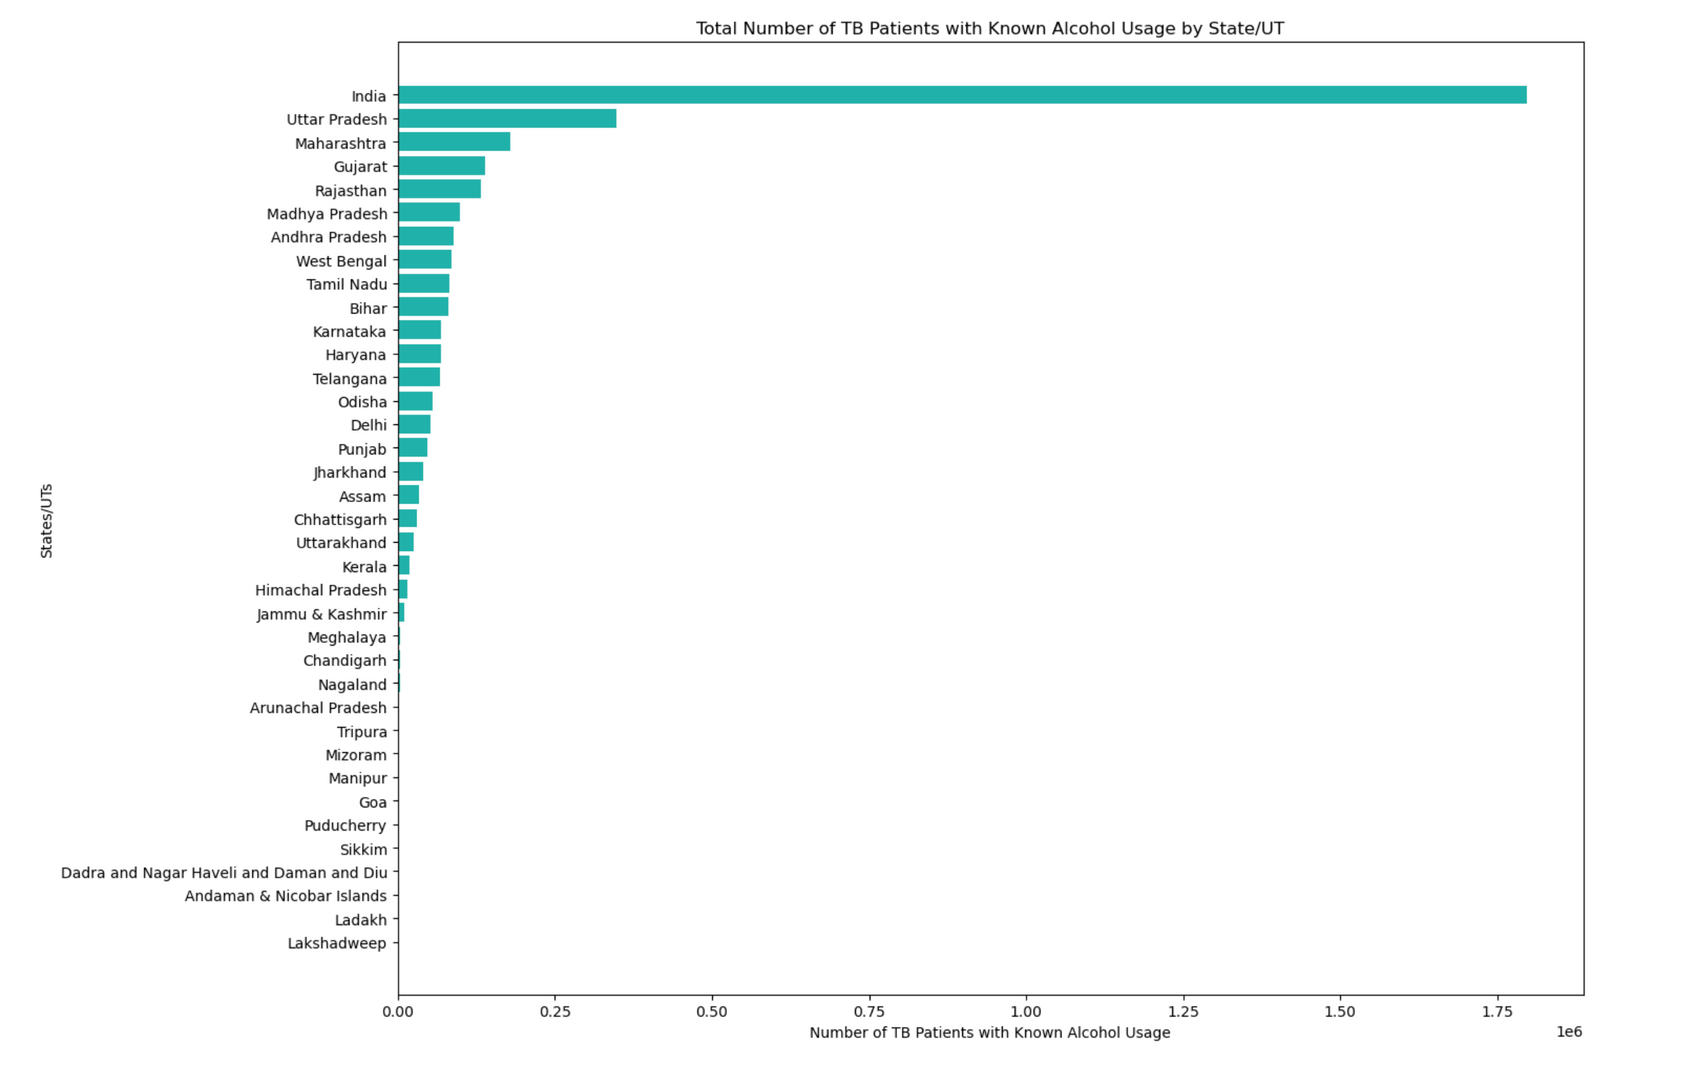 Total Number of TB Patients with Known Alcohol Usage by State/UT
India
Uttar Pradesh
Maharashtra
Gujarat
Rajasthan
Madhya Pradesh
Andhra Pradesh
West Bengal
Tamil Nadu
Bihar
Karnataka
Haryana
Telangana
Odisha
Delhi
Punjab
Jharkhand
Assam
Chhattisgarh
Uttarakhand
Kerala
Himachal Pradesh
Jammu & Kashmir
Meghalaya
Chandigarh
Nagaland
Arunachal Pradesh
Tripura
Mizoram
Manipur
Goa
Puducherry
Sikkim
Dadra and Nagar Haveli and Daman and Diu
Andaman & Nicobar Islands
Ladakh
Lakshadweep
States/UTs
0.00 0.25 0.50 0.75 1.00 1.25 1.50 1.75
Number of TB Patients with Known Alcohol Usage
1e6